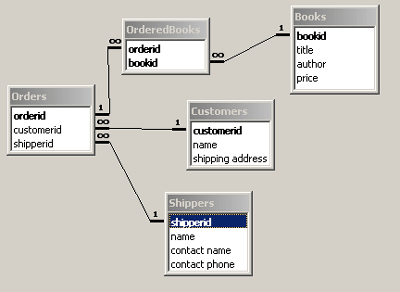 OrderedBooks
orderid
bookid
Books
bookid
title
author
price
Orders
orderid
customerid
shipperid
Customers
customerid
name
shipping address
Shippers
shipperid
name
contact name
contact phone
1
∞
∞
1
1
∞
1
∞
1